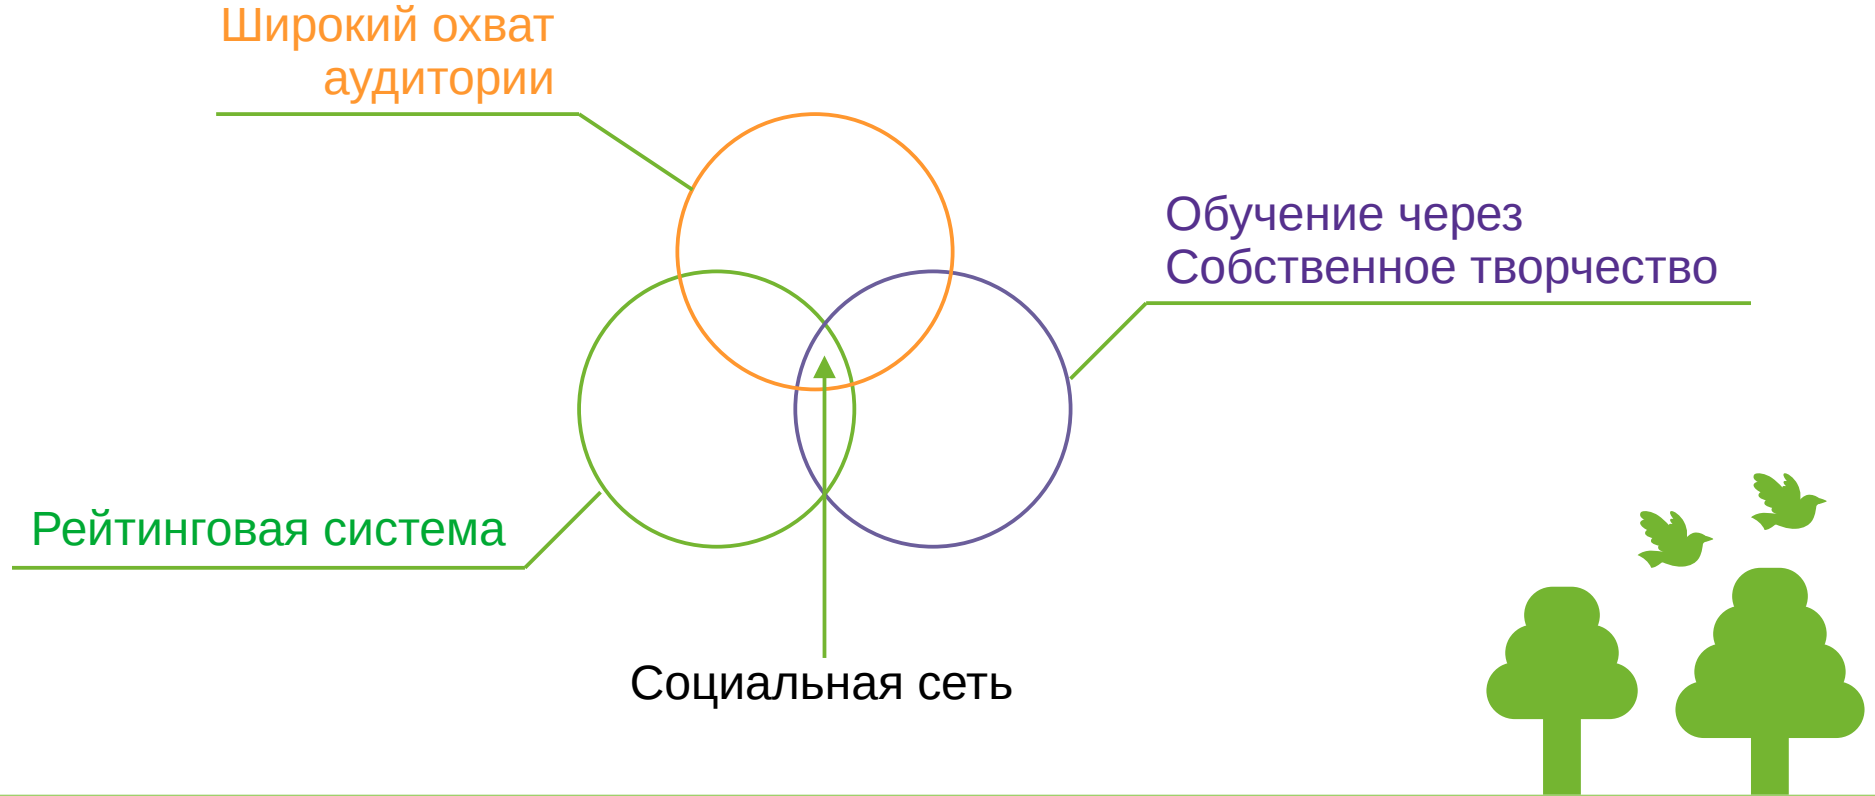 Широкий охват
аудитории
Обучение через
Собственное творчество
Рейтинговая система
Социальная сеть